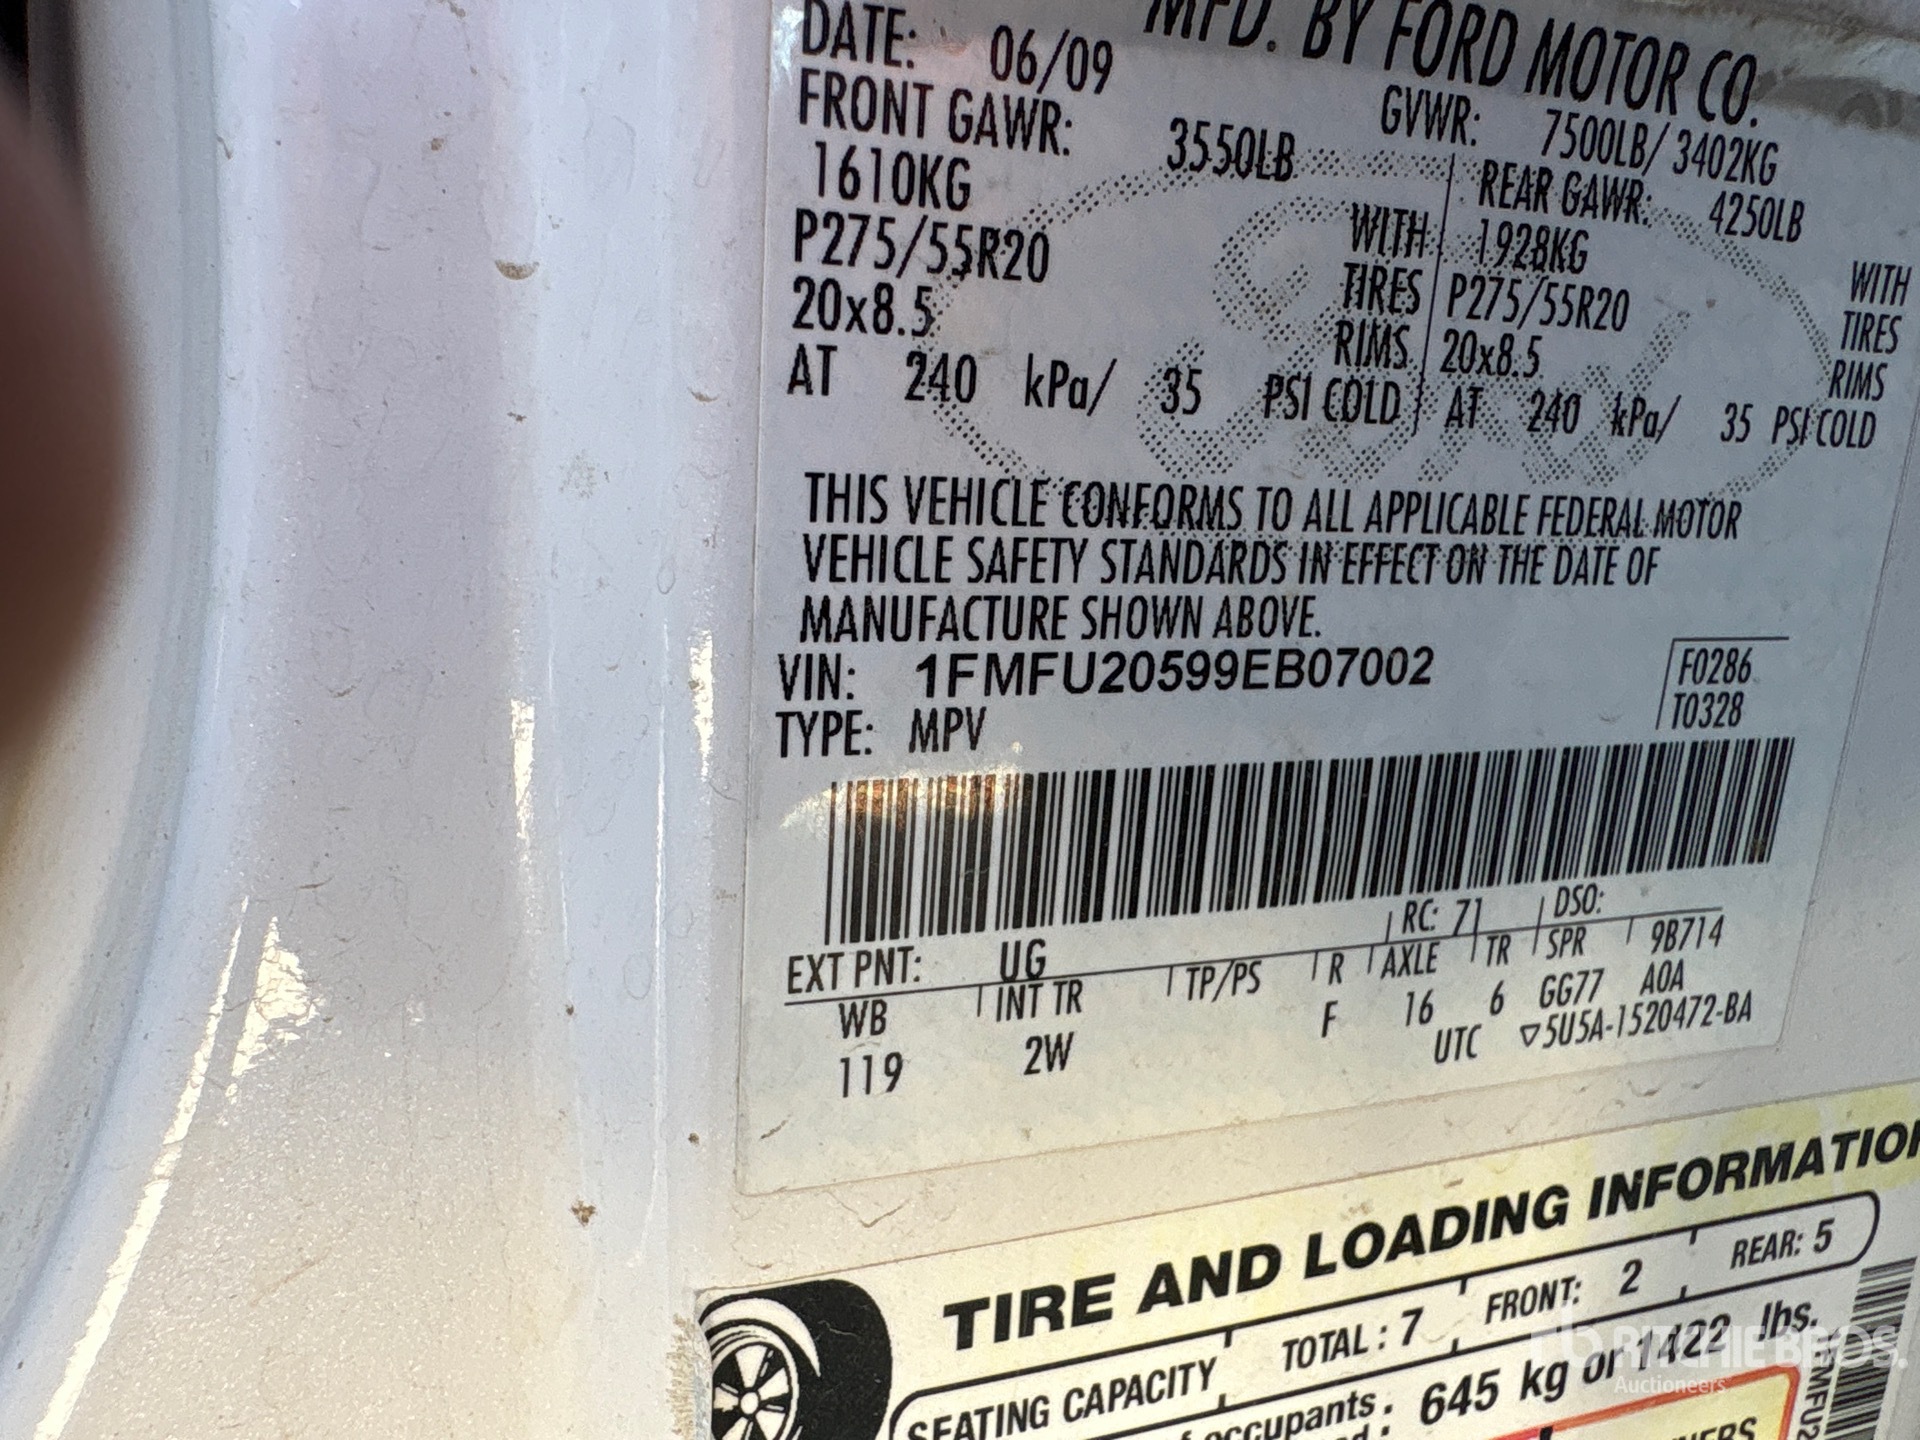 MFD. BY FORD MOTOR CO.
DATE: 06/09
GVWR: 7500LB/ 3402KG
FRONT GAWR: 3550LB
REAR GAWR: 4250LB
1610KG WITH
1928KG WITH
P275/55R20 TIRES
P275/55R20 TIRES
20x8.5 RIMS
20x8.5 RIMS
AT 240 kPa/ 35 PSI COLD
AT 240 kPa/ 35 PSI COLD
THIS VEHICLE CONFORMS TO ALL APPLICABLE FEDERAL MOTOR
VEHICLE SAFETY STANDARDS IN EFFECT ON THE DATE OF
MANUFACTURE SHOWN ABOVE.
VIN: 1FMFU20599EB07002
F0286
TYPE: MPV
T0328
EXT PNT: UG RC: 71 DSO:
WB INT TR TP/PS R AXLE TR SPR 9B714
119 2W F 16 6 GG77 A0A
UTC ▽5U5A-1520472-BA
TIRE AND LOADING INFORMATION
SEATING CAPACITY TOTAL : 7 FRONT: 2 REAR: 5
occupants : 645 kg or 1422 lbs.
RITCHIE BROS.
Auctioneers